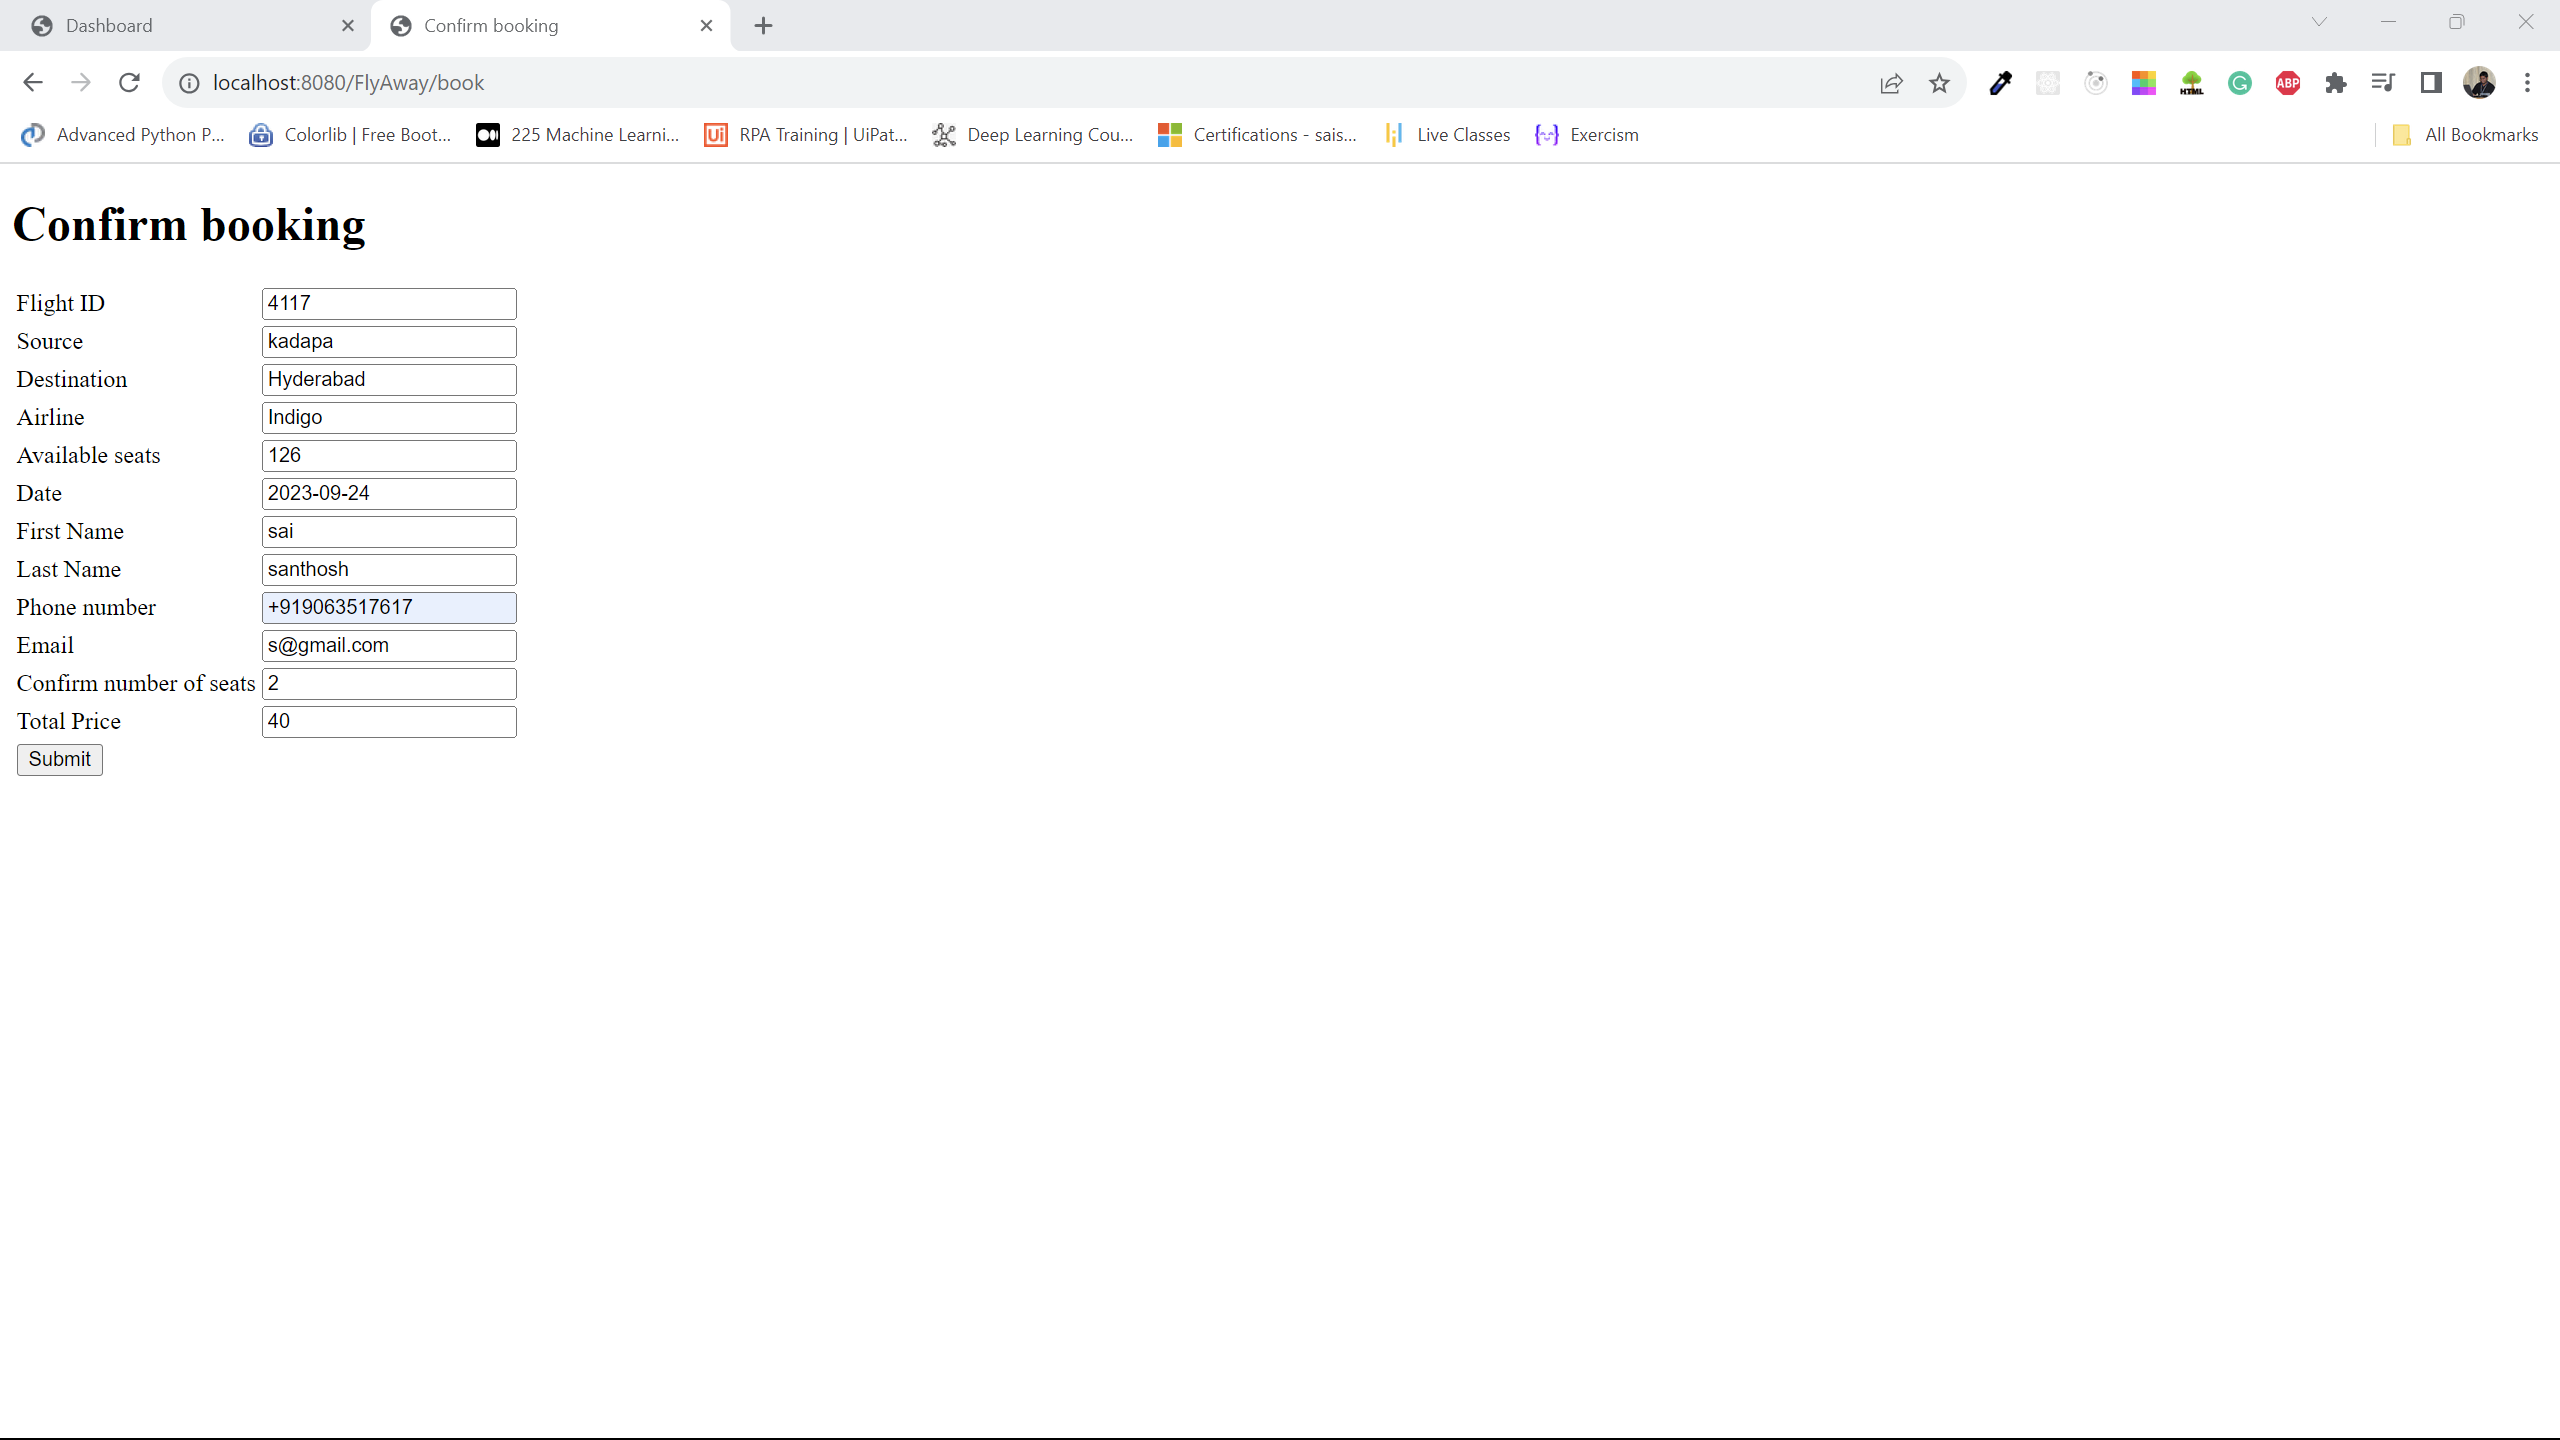 Dashboard
Confirm booking
localhost:8080/FlyAway/book
Advanced Python P...
Colorlib | Free Boot...
225 Machine Learni...
RPA Training | UiPat...
Deep Learning Cou...
Certifications - sais...
Live Classes
Exercism
All Bookmarks
Confirm booking
Flight ID 4117
Source kadapa
Destination Hyderabad
Airline Indigo
Available seats 126
Date 2023-09-24
First Name sai
Last Name santhosh
Phone number +919063517617
Email s@gmail.com
Confirm number of seats 2
Total Price 40
Submit